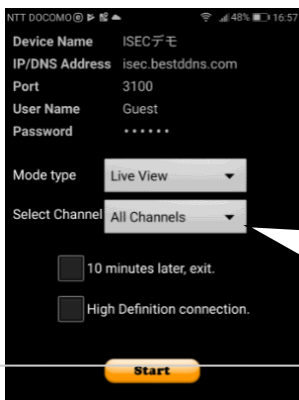 NTT DOCOMO 48% 16:57
Device Name ISECデモ
IP/DNS Address isec.bestddns.com
Port 3100
User Name Guest
Password ••••••
Mode type Live View
Select Channel All Channels
10 minutes later, exit.
High Definition connection.
Start